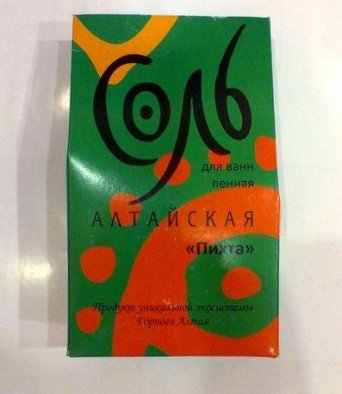 Соль
для ванн
пенная
АЛТАЙСКАЯ
«Пихта»
Продукт уникальной экосистемы
Горного Алтая